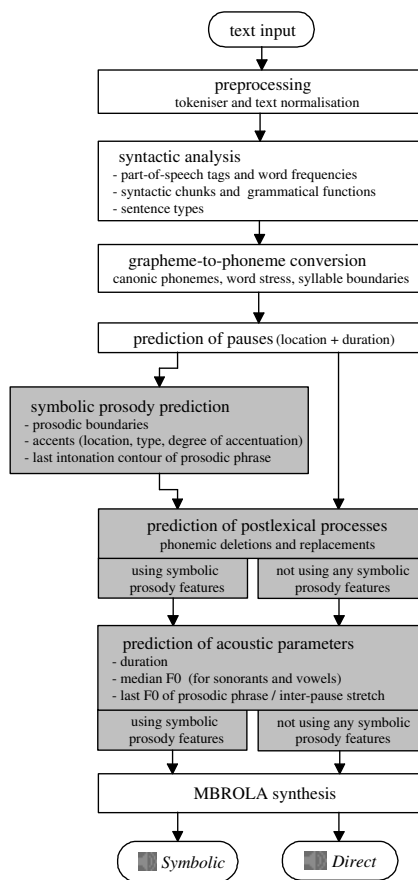 text input
preprocessing
tokeniser and text normalisation
syntactic analysis
- part-of-speech tags and word frequencies
- syntactic chunks and grammatical functions
- sentence types
grapheme-to-phoneme conversion
canonic phonemes, word stress, syllable boundaries
prediction of pauses (location + duration)
symbolic prosody prediction
- prosodic boundaries
- accents (location, type, degree of accentuation)
- last intonation contour of prosodic phrase
prediction of postlexical processes
phonemic deletions and replacements
using symbolic
prosody features
not using any symbolic
prosody features
prediction of acoustic parameters
- duration
- median F0 (for sonorants and vowels)
- last F0 of prosodic phrase / inter-pause stretch
using symbolic
prosody features
not using any symbolic
prosody features
MBROLA synthesis
Symbolic
Direct